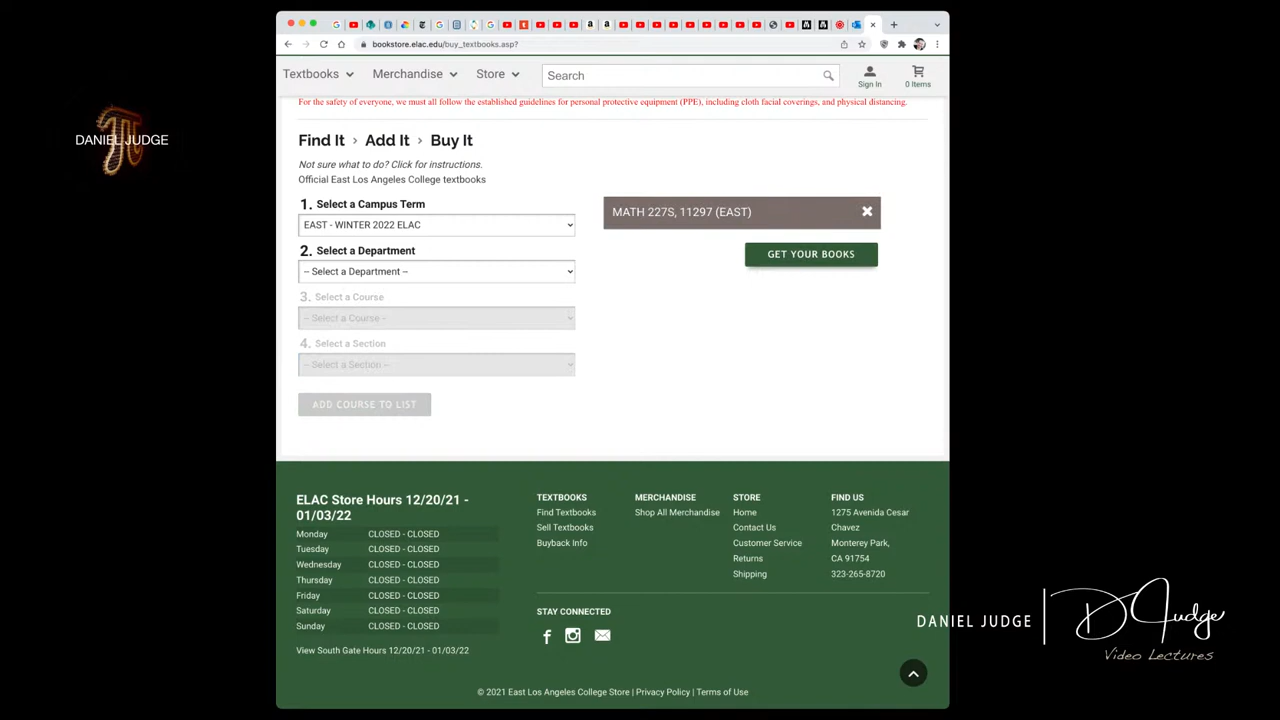 bookstore.elac.edu/buy_textbooks.asp?
Textbooks
Merchandise
Store
Search
Sign In
0 Items
For the safety of everyone, we must all follow the established guidelines for personal protective equipment (PPE), including cloth facial coverings, and physical distancing.
DANIEL JUDGE
Find It > Add It > Buy It
Not sure what to do? Click for instructions.
Official East Los Angeles College textbooks
1. Select a Campus Term
EAST - WINTER 2022 ELAC
MATH 227S, 11297 (EAST)
GET YOUR BOOKS
2. Select a Department
-- Select a Department --
3. Select a Course
-- Select a Course --
4. Select a Section
-- Select a Section --
ADD COURSE TO LIST
ELAC Store Hours 12/20/21 -
01/03/22
Monday CLOSED - CLOSED
Tuesday CLOSED - CLOSED
Wednesday CLOSED - CLOSED
Thursday CLOSED - CLOSED
Friday CLOSED - CLOSED
Saturday CLOSED - CLOSED
Sunday CLOSED - CLOSED
View South Gate Hours 12/20/21 - 01/03/22
TEXTBOOKS
Find Textbooks
Sell Textbooks
Buyback Info
MERCHANDISE
Shop All Merchandise
STORE
Home
Contact Us
Customer Service
Returns
Shipping
FIND US
1275 Avenida Cesar
Chavez
Monterey Park,
CA 91754
323-265-8720
STAY CONNECTED
© 2021 East Los Angeles College Store | Privacy Policy | Terms of Use
DANIEL JUDGE
DJudge
Video Lectures